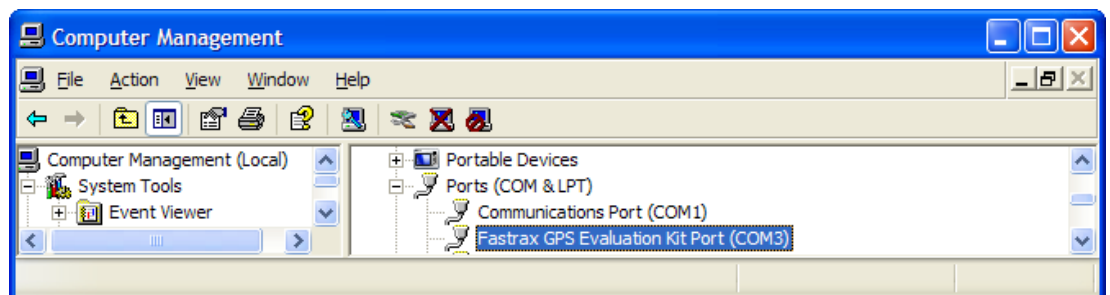 Computer Management
File Action View Window Help
Computer Management (Local)
System Tools
Event Viewer
Portable Devices
Ports (COM & LPT)
Communications Port (COM1)
Fastrax GPS Evaluation Kit Port (COM3)